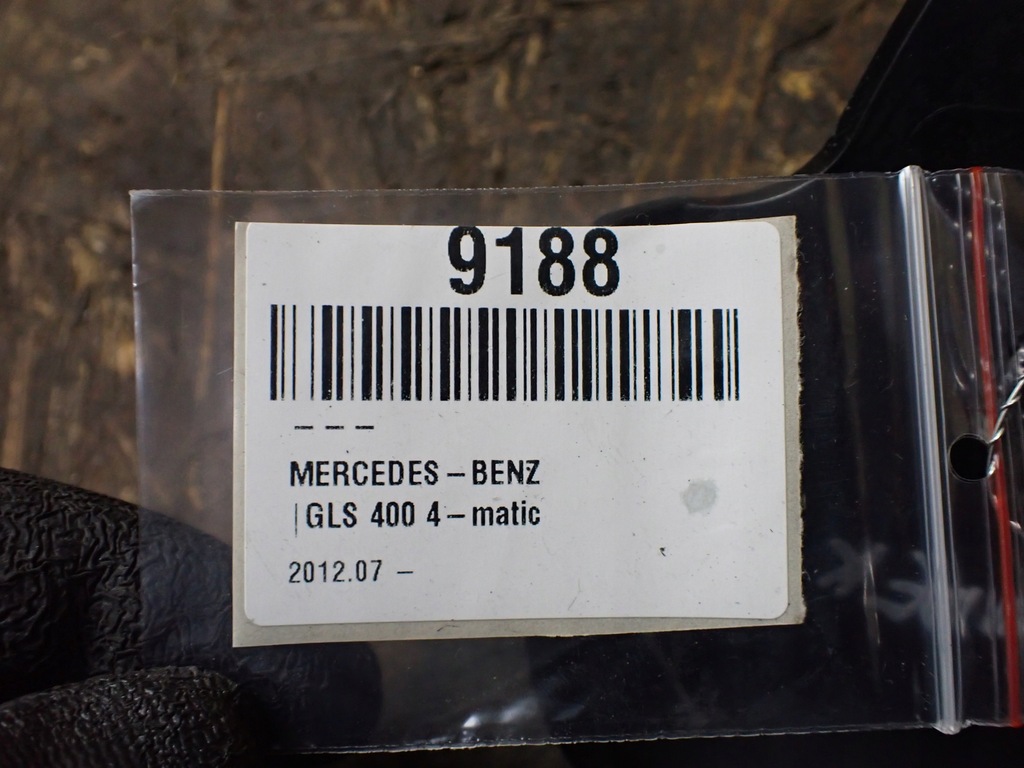 9188
– – –
MERCEDES – BENZ
|GLS 400 4 – matic
2012.07 –